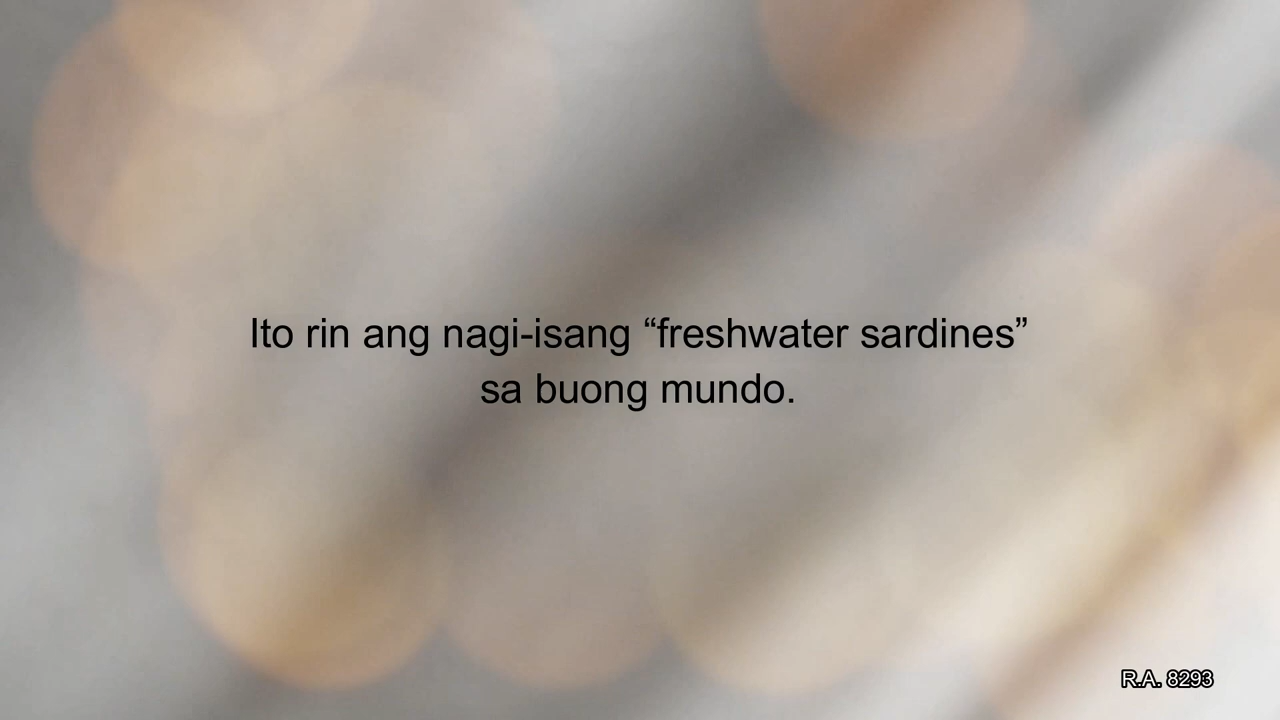 Ito rin ang nagi-isang “freshwater sardines”
sa buong mundo.
R.A. 8293